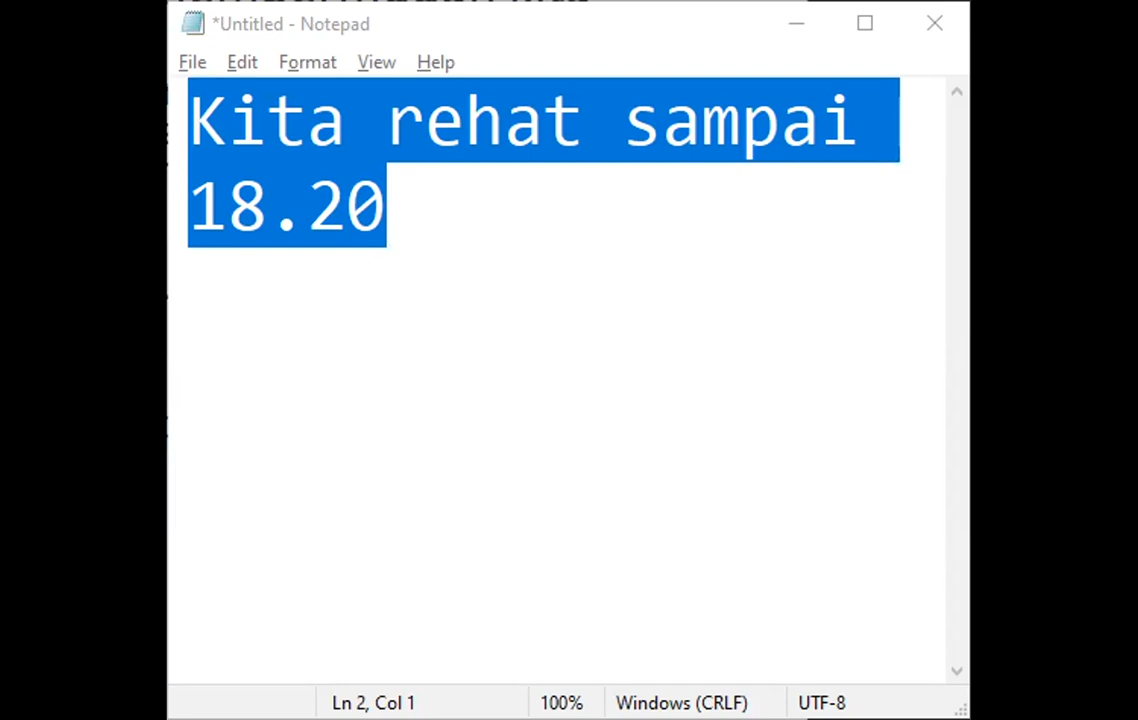 *Untitled - Notepad
File Edit Format View Help
Kita rehat sampai
18.20
Ln 2, Col 1 100% Windows (CRLF) UTF-8